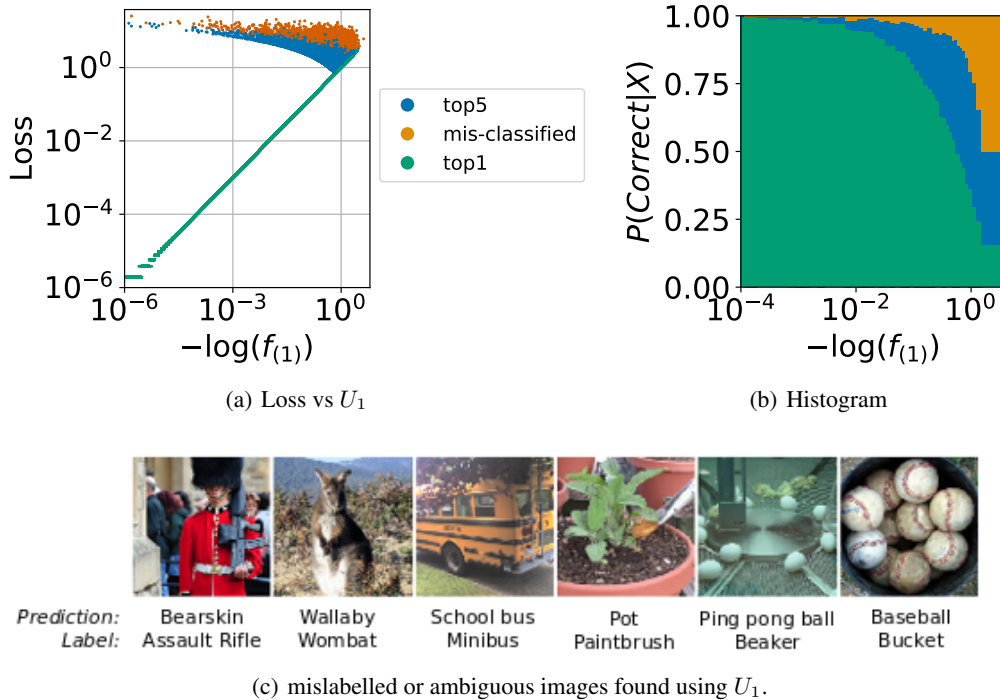 Loss
10^0
10^{-2}
10^{-4}
10^{-6}
10^{-6} 10^{-3} 10^0
−log(f_{(1)})
(a) Loss vs U_1
top5
mis-classified
top1
P(Correct|X)
1.00
0.75
0.50
0.25
0.00
10^{-4} 10^{-2} 10^0
−log(f_{(1)})
(b) Histogram
Prediction: Bearskin Wallaby School bus Pot Ping pong ball Baseball
Label: Assault Rifle Wombat Minibus Paintbrush Beaker Bucket
(c) mislabelled or ambiguous images found using U_1.